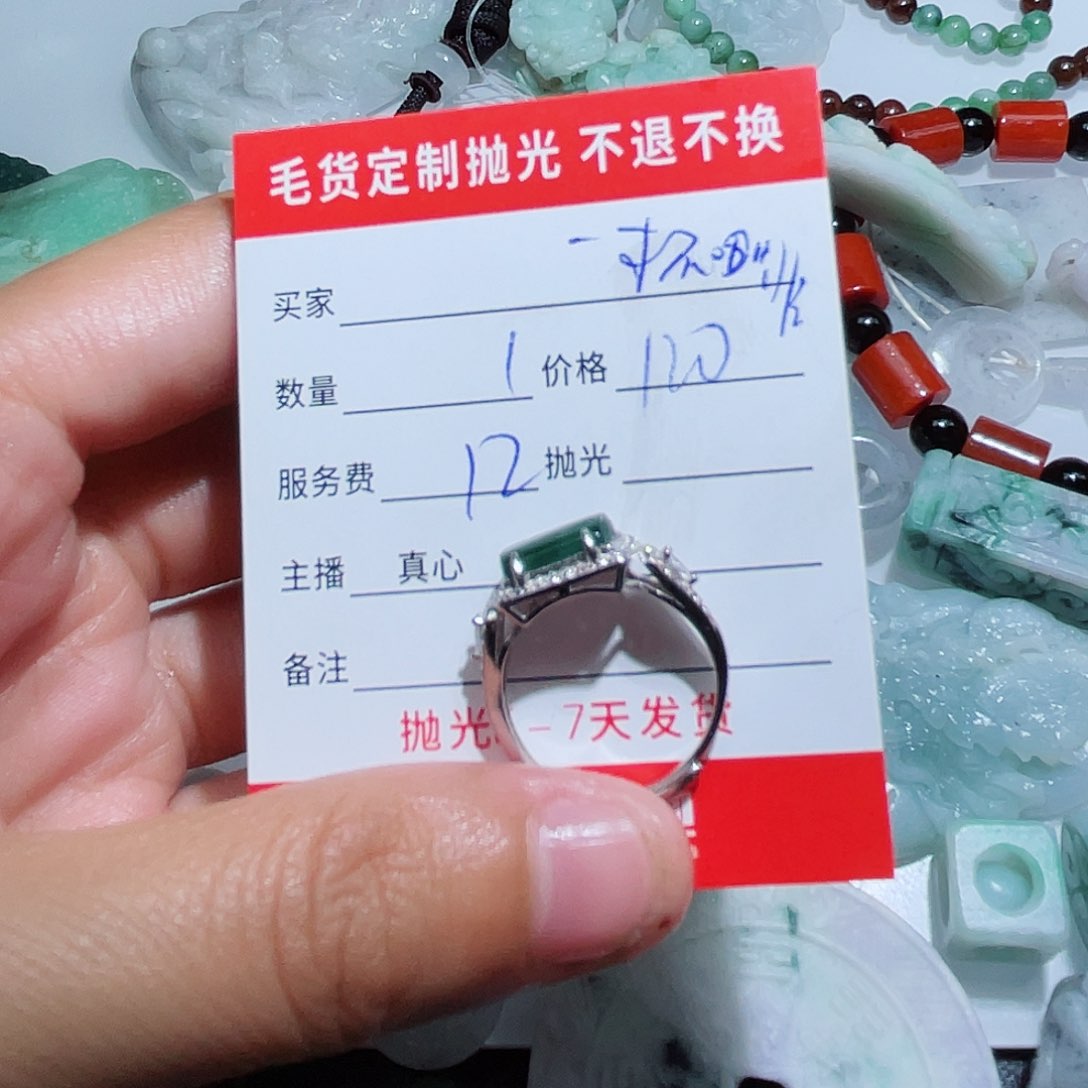 毛货定制抛光 不退不换
买家
数量 1 价格 120
服务费 12 抛光
主播 真心
备注
抛光 – 7天发货